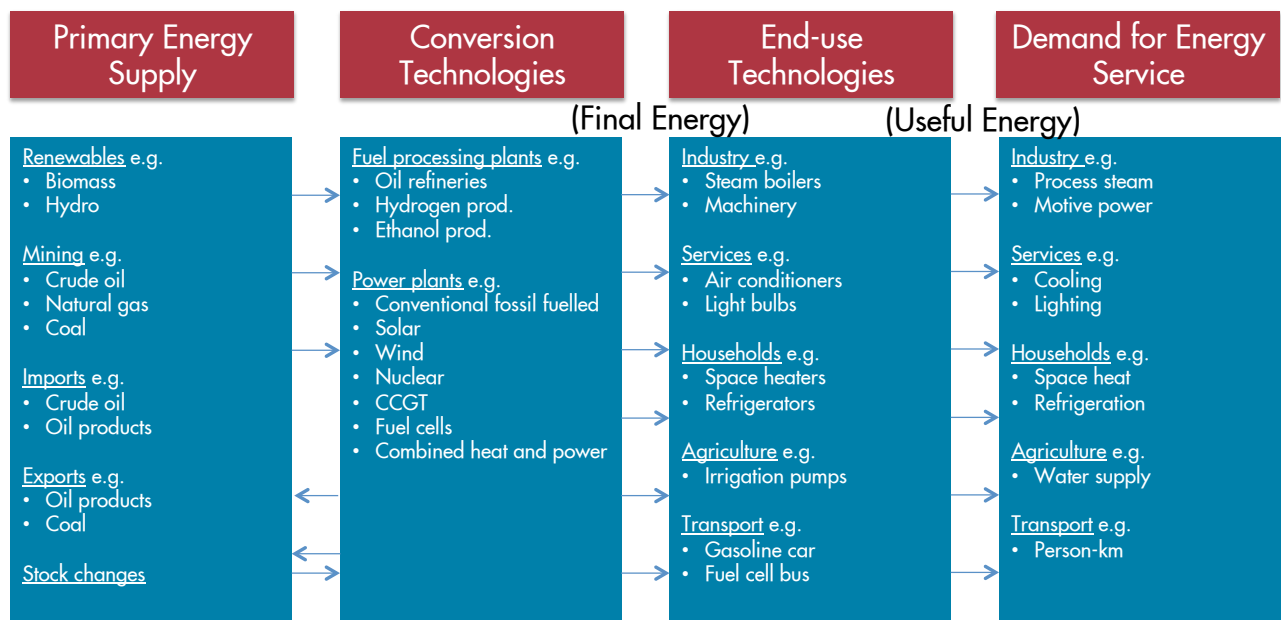 Primary Energy
Supply
Conversion
Technologies
End-use
Technologies
Demand for Energy
Service
(Final Energy)
(Useful Energy)
Renewables e.g.
• Biomass
• Hydro
Mining e.g.
• Crude oil
• Natural gas
• Coal
Imports e.g.
• Crude oil
• Oil products
Exports e.g.
• Oil products
• Coal
Stock changes
Fuel processing plants e.g.
• Oil refineries
• Hydrogen prod.
• Ethanol prod.
Power plants e.g.
• Conventional fossil fuelled
• Solar
• Wind
• Nuclear
• CCGT
• Fuel cells
• Combined heat and power
Industry e.g.
• Steam boilers
• Machinery
Services e.g.
• Air conditioners
• Light bulbs
Households e.g.
• Space heaters
• Refrigerators
Agriculture e.g.
• Irrigation pumps
Transport e.g.
• Gasoline car
• Fuel cell bus
Industry e.g.
• Process steam
• Motive power
Services e.g.
• Cooling
• Lighting
Households e.g.
• Space heat
• Refrigeration
Agriculture e.g.
• Water supply
Transport e.g.
• Person-km